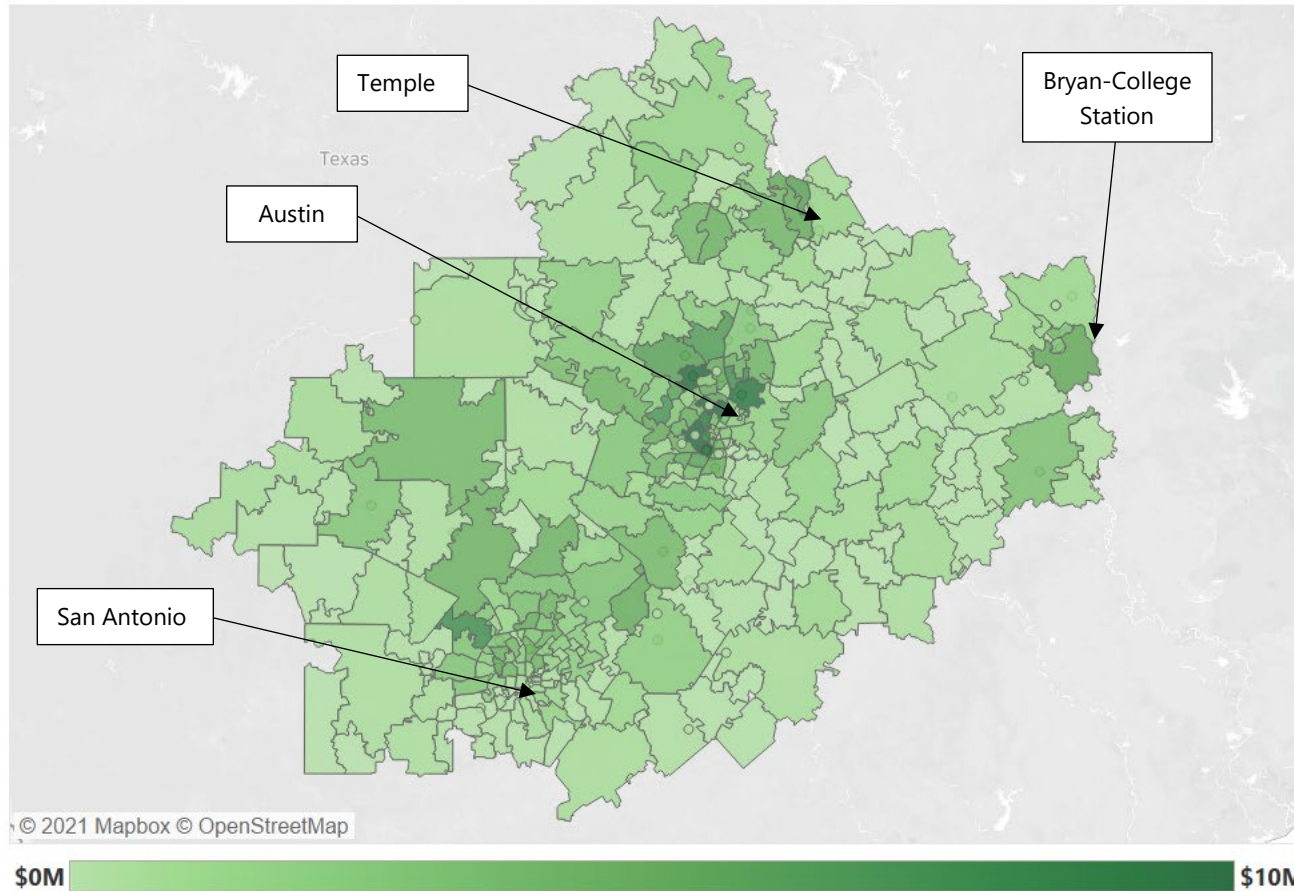 Temple
Bryan-College
Station
Texas
Austin
San Antonio
© 2021 Mapbox © OpenStreetMap
$0M
$10M